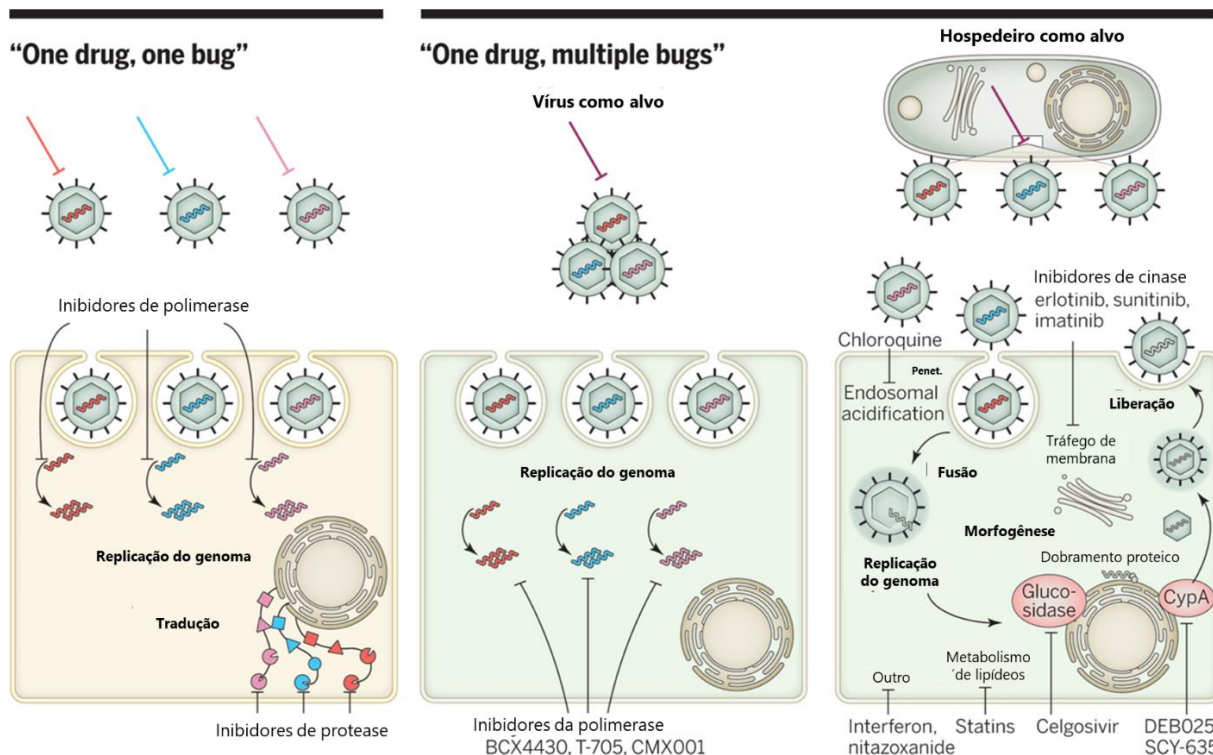 “One drug, one bug”
Inibidores de polimerase
Replicação do genoma
Tradução
Inibidores de protease
“One drug, multiple bugs”
Vírus como alvo
Replicação do genoma
Inibidores da polimerase
BCX4430, T-705, CMX001
Hospedeiro como alvo
Inibidores de cinase
erlotinib, sunitinib,
imatinib
Chloroquine
Penet.
Endosomal
acidification
Liberação
Tráfego de
membrana
Fusão
Morfogênese
Dobramento proteico
Replicação
do genoma
Gluco-
sidase
CypA
Outro
Metabolismo
de lipídeos
Interferon,
nitazoxanide
Statins
Celgosivir
DEB025
SCY-635